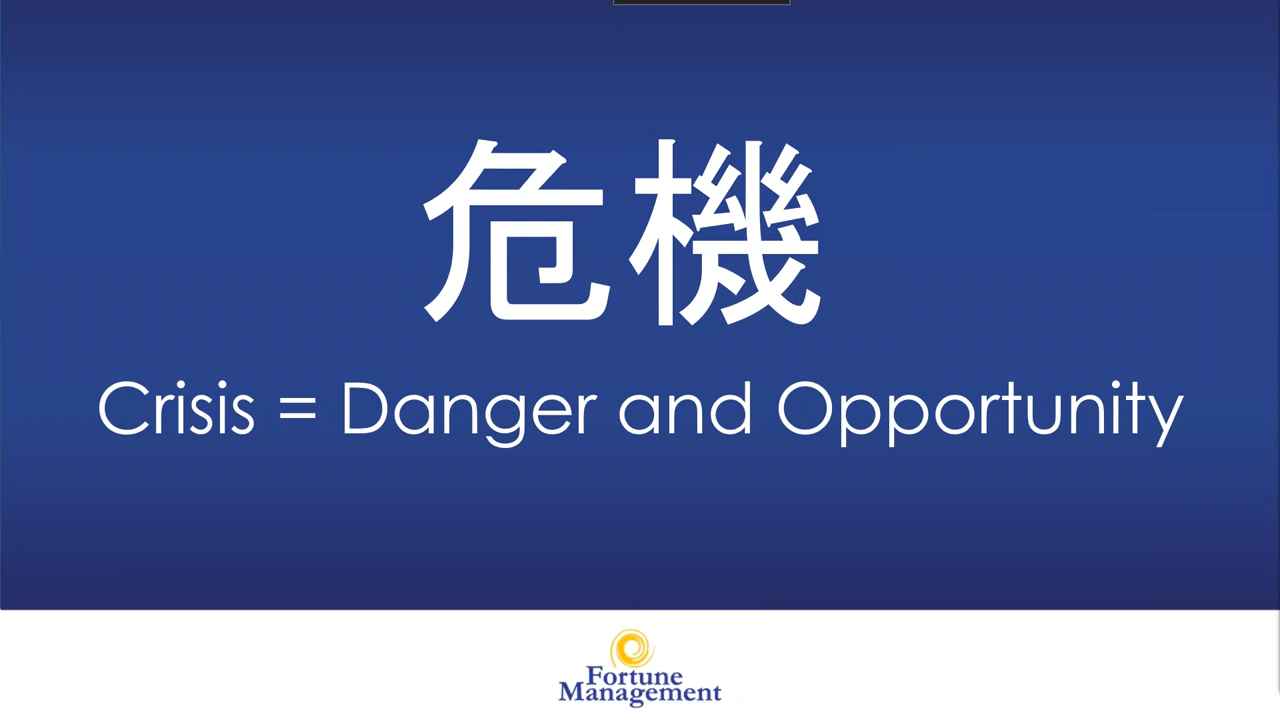 危機
Crisis = Danger and Opportunity
Fortune
Management